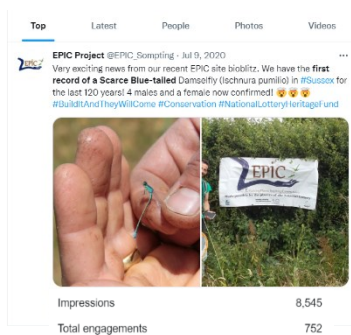 Top Latest People Photos Videos
EPIC Project @EPIC_Sompting · Jul 9, 2020
Very exciting news from our recent EPIC site bioblitz. We have the first
record of a Scarce Blue-tailed Damselfly (Ischnura pumilio) in #Sussex for
the last 120 years! 4 males and a female now confirmed! 🤯🤯🤯
#BuildItAndTheyWillCome #Conservation #NationalLotteryHeritageFund
EPIC
EPIC
Impressions 8,545
Total engagements 752